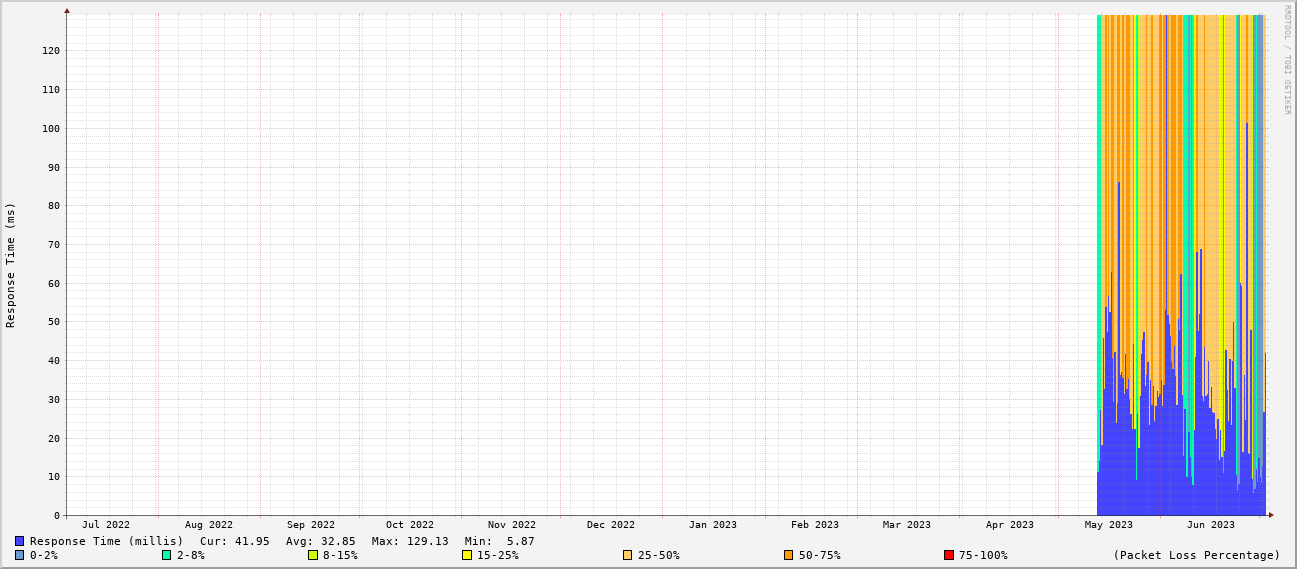 RRDTOOL / TOBI OETIKER
Response Time (ms)
120
110
100
90
80
70
60
50
40
30
20
10
0
Jul 2022 Aug 2022 Sep 2022 Oct 2022 Nov 2022 Dec 2022 Jan 2023 Feb 2023 Mar 2023 Apr 2023 May 2023 Jun 2023
Response Time (millis) Cur: 41.95 Avg: 32.85 Max: 129.13 Min: 5.87
0-2% 2-8% 8-15% 15-25% 25-50% 50-75% 75-100% (Packet Loss Percentage)